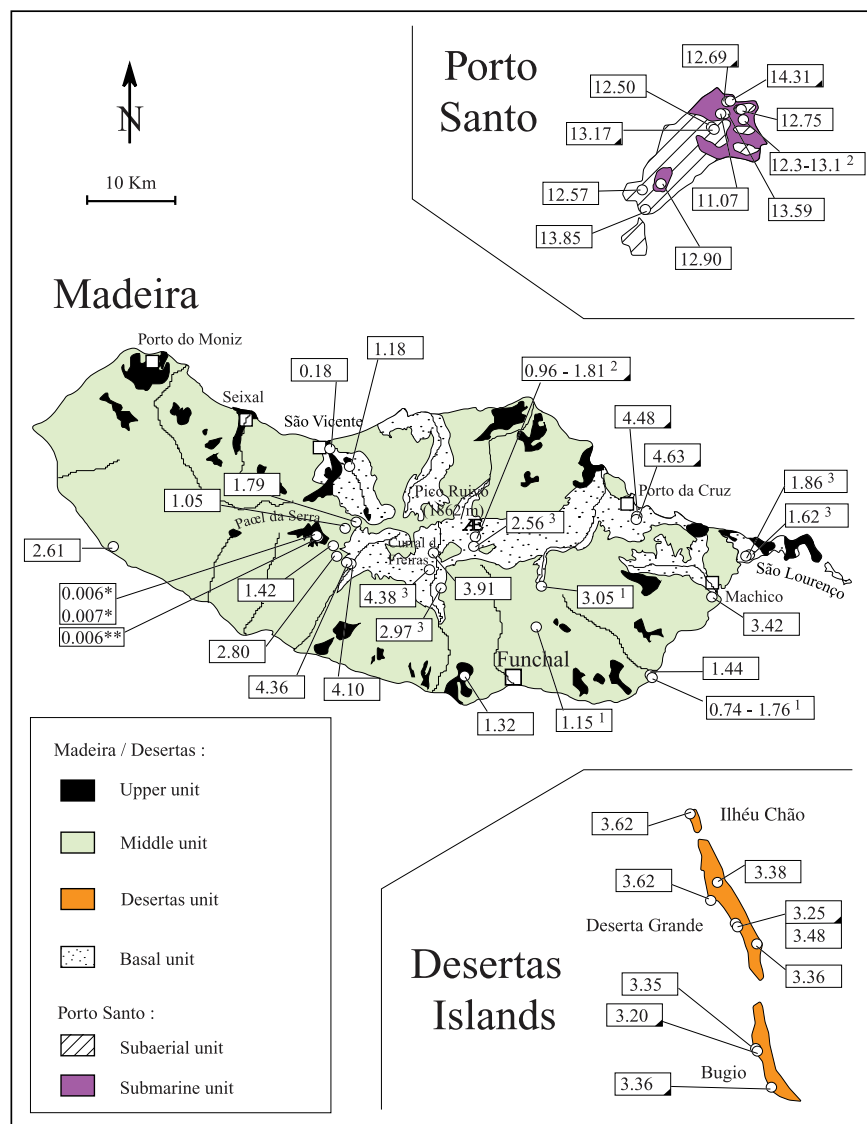 Porto
Santo
N
10 Km
12.69
14.31
12.50
12.75
13.17
12.3-13.1 2
12.57
11.07
13.59
13.85
12.90
Madeira
Porto do Moniz
1.18
0.18
0.96 - 1.81 2
Seixal
São Vicente
4.48
4.63
1.79
Pico Ruivo
(1862 m)
Porto da Cruz
1.86 3
1.05
Paœl da Serra
Æ
2.56 3
1.62 3
2.61
Curral d
Freiras
São Lourenço
0.006*
0.007*
1.42
4.38 3
3.91
3.05 1
Machico
0.006**
2.97 3
3.42
2.80
4.36
4.10
Funchal
1.44
1.32
1.15 1
0.74 - 1.76 1
Madeira / Desertas :
Upper unit
Middle unit
Desertas unit
Basal unit
Porto Santo :
Subaerial unit
Submarine unit
Ilhéu Chão
3.62
3.38
3.62
Deserta Grande
3.25
3.48
3.36
Desertas
Islands
3.35
3.20
Bugio
3.36